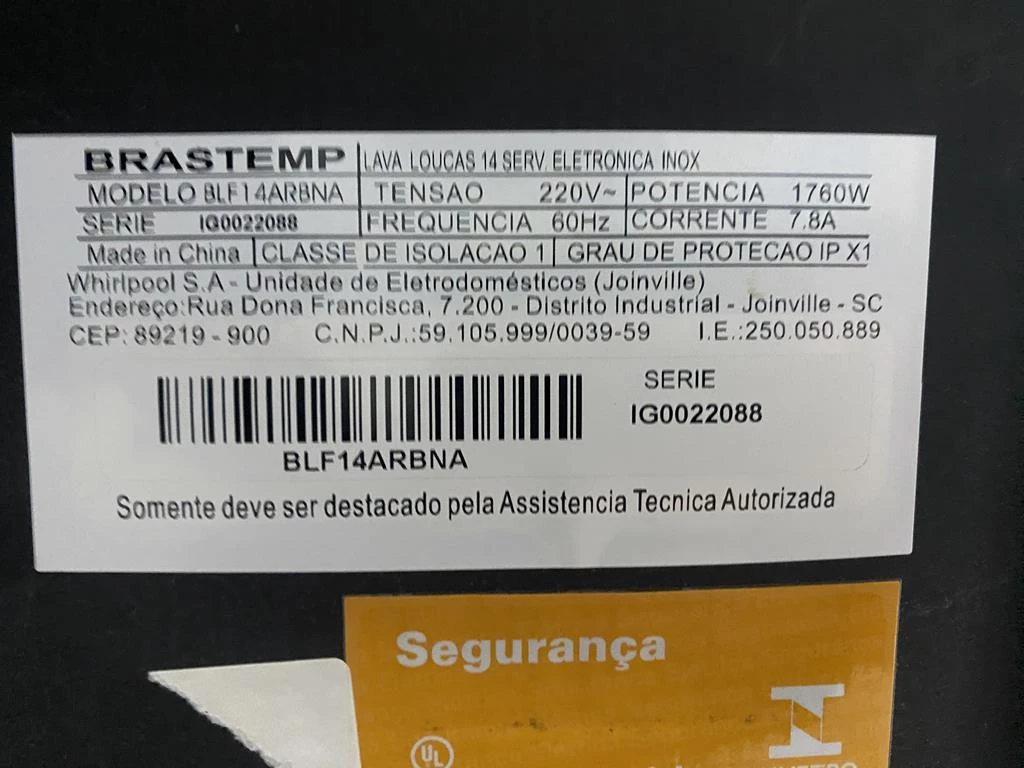 BRASTEMP LAVA LOUCAS 14 SERV. ELETRONICA INOX
MODELO BLF14ARBNA TENSAO 220V~ POTENCIA 1760W
SERIE IG0022088 FREQUENCIA 60Hz CORRENTE 7.8A
Made in China CLASSE DE ISOLACAO 1 GRAU DE PROTECAO IP X1
Whirlpool S.A - Unidade de Eletrodomésticos (Joinville)
Endereço:Rua Dona Francisca, 7.200 - Distrito Industrial - Joinville - SC
CEP: 89219 - 900 C.N.P.J.:59.105.999/0039-59 I.E.:250.050.889
SERIE
IG0022088
BLF14ARBNA
Somente deve ser destacado pela Assistencia Tecnica Autorizada
Segurança
UL